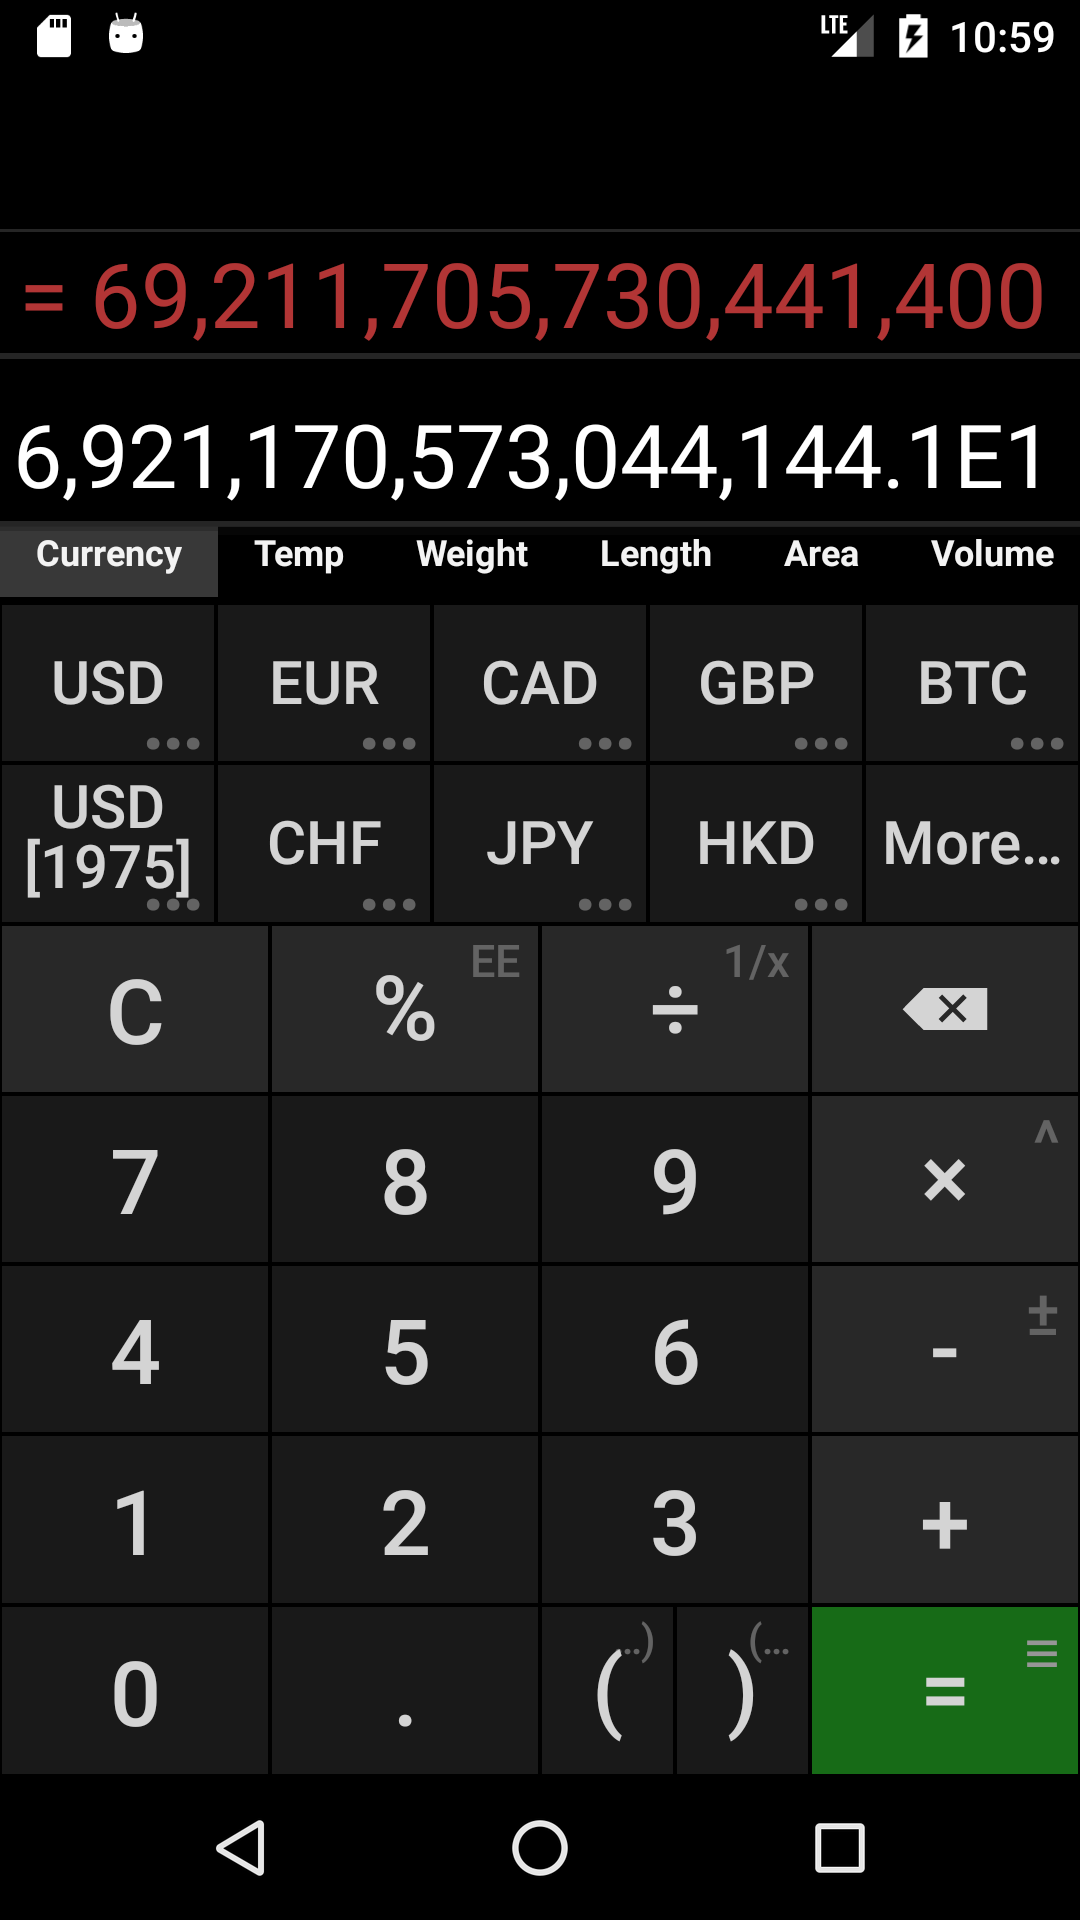 LTE 10:59
= 69,211,705,730,441,400
6,921,170,573,044,144.1E1
Currency Temp Weight Length Area Volume
USD EUR CAD GBP BTC
USD [1975] CHF JPY HKD More...
C % EE ÷ 1/x
7 8 9 × ^
4 5 6 - ±
1 2 3 +
0 . ( ..) ) (... =